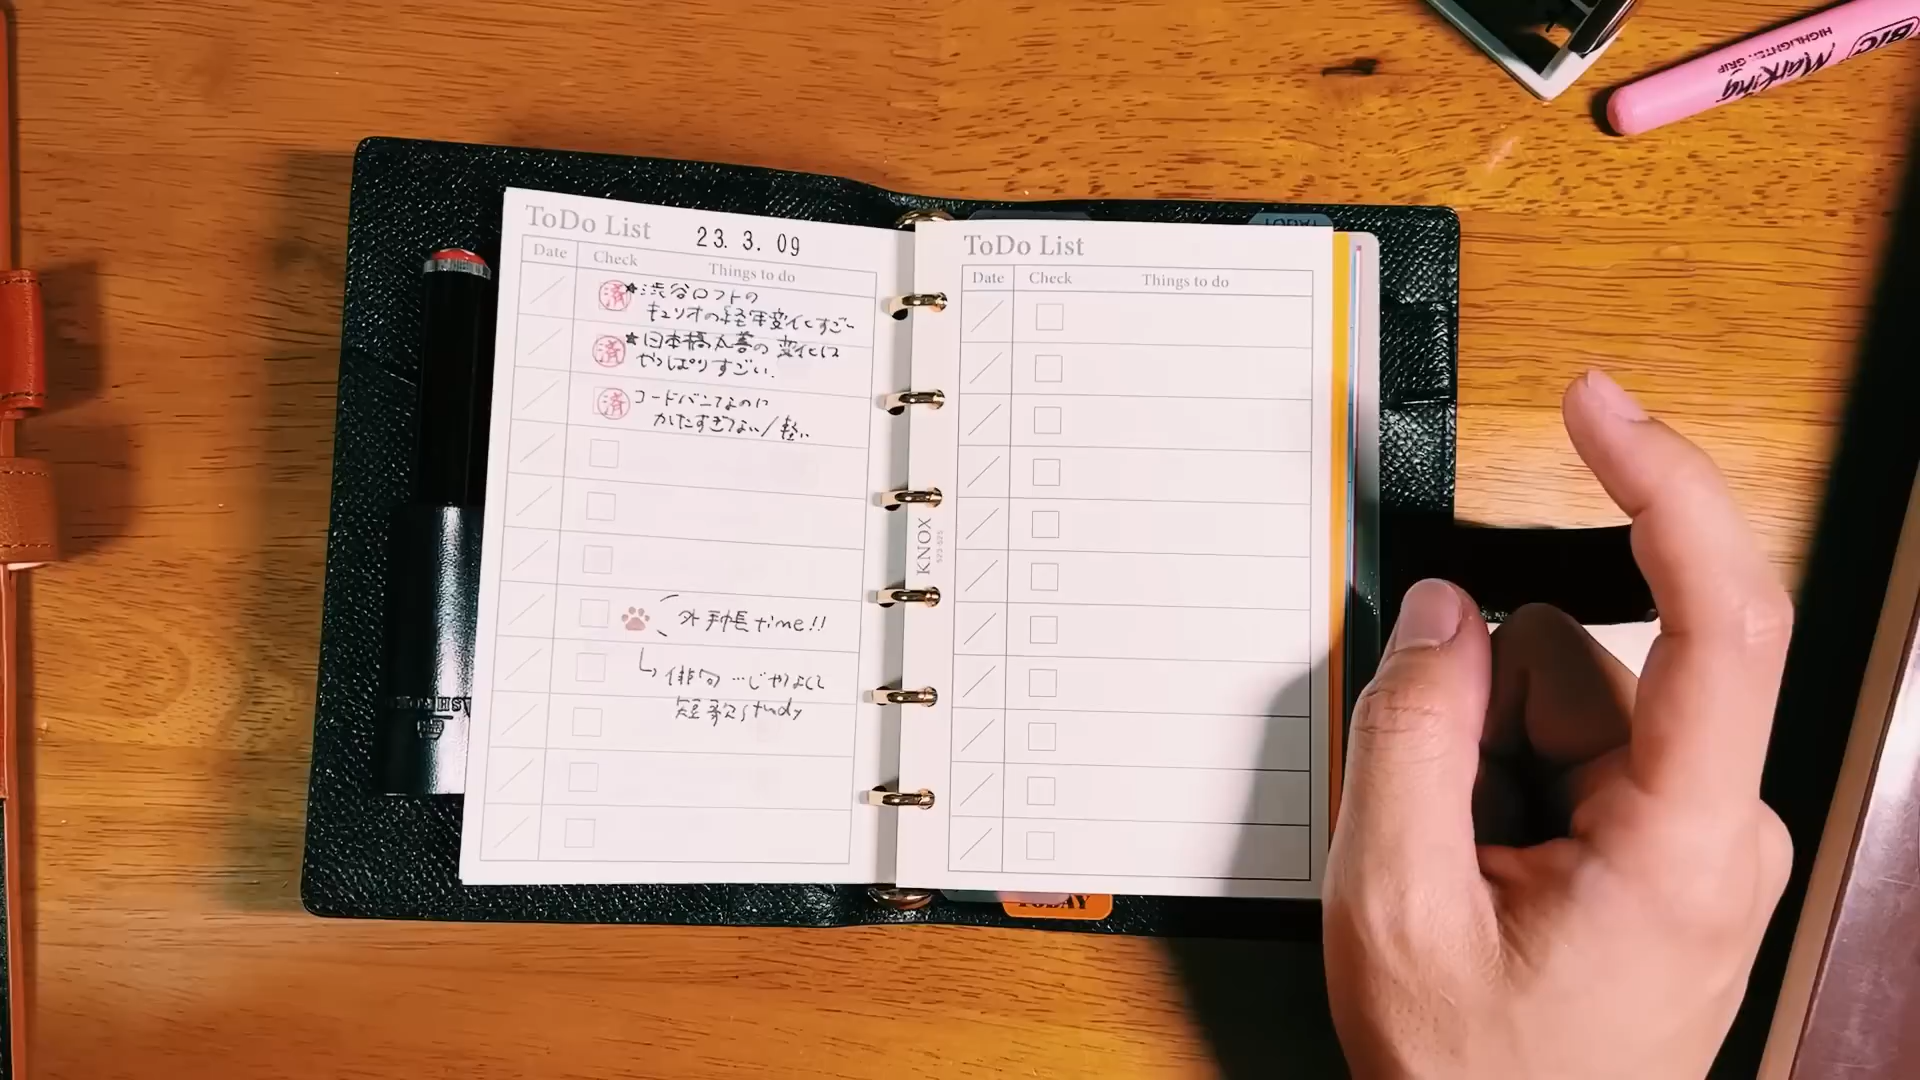 ToDo List
23. 3. 09
Date Check Things to do
済 ★渋谷ロフトの
キュリオの経年変化すごい
済 ★日本橋丸善の変化は
やっぱりすごい.
済 コードバンなのに
かたすぎない/軽い
外手帳time!!
↳俳句…じゃなくて
短歌study
KNOX
ToDo List
Date Check Things to do
TODAY
TODAY
BIC
Marking
HIGHLIGHTER GRIP